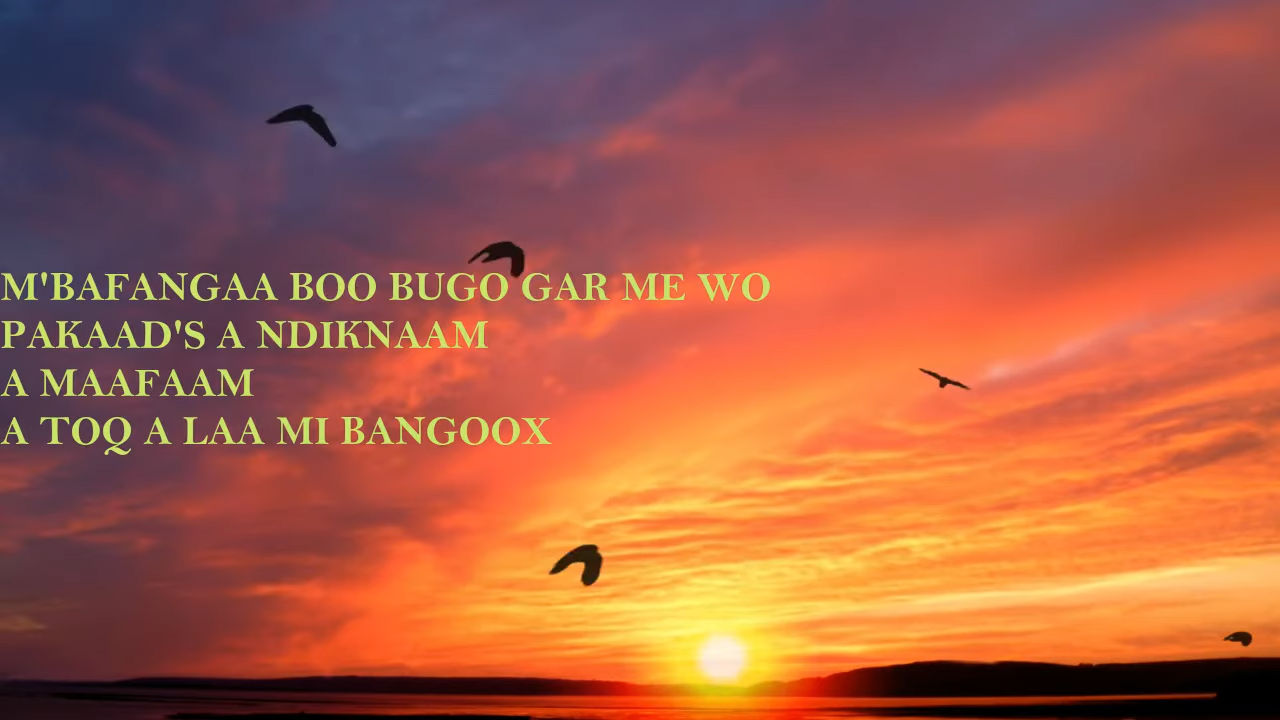 M'BAFANGAA BOO BUGO GAR ME WO
PAKAAD'S A NDIKNAAM
A MAAFAAM
A TOQ A LAA MI BANGOOX